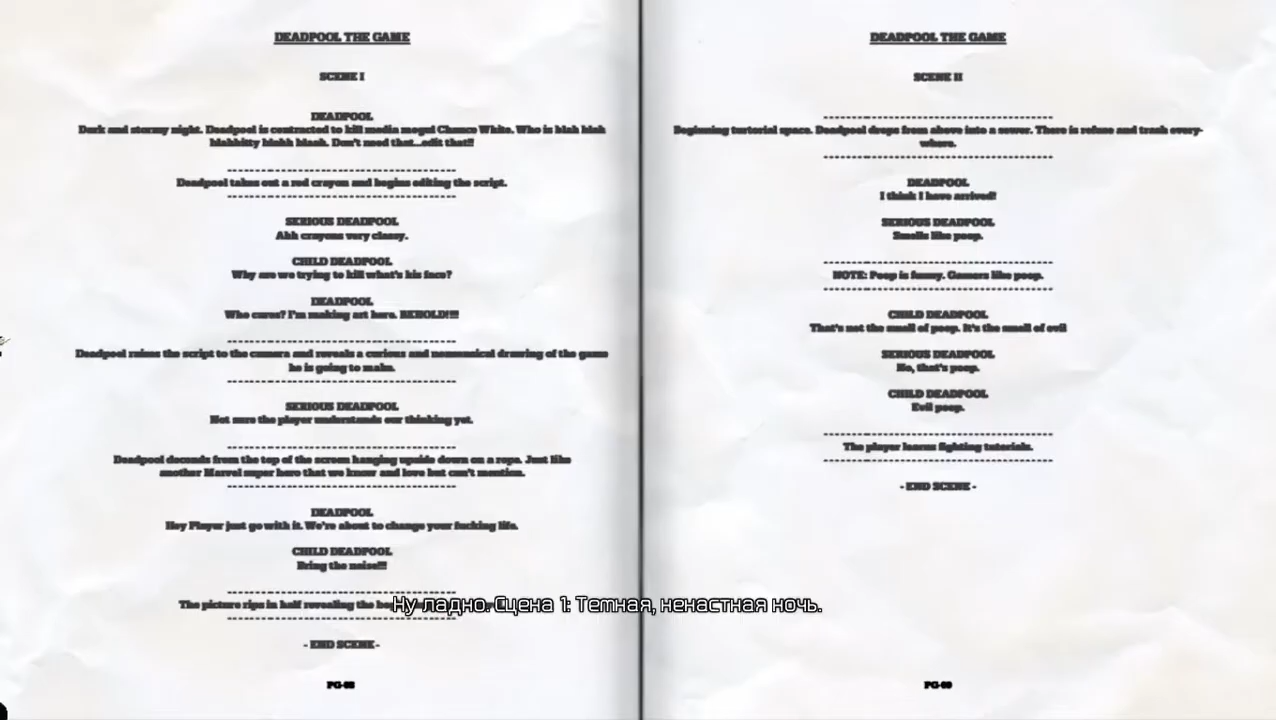 DEADPOOL THE GAME
SCENE I
DEADPOOL
Dark and stormy night. Deadpool is contracted to kill media mogul Chance White. Who is blah blah
blahbitty blahh blaah. Don't need that...edit that!!
Deadpool takes out a red crayon and begins editing the script.
SERIOUS DEADPOOL
Ahh crayons very classy.
CHILD DEADPOOL
Why are we trying to kill what's his face?
DEADPOOL
Who cares? I'm making art here. BEHOLD!!!!
Deadpool raises the script to the camera and reveals a curious and nonsensical drawing of the game
he is going to make.
SERIOUS DEADPOOL
Not sure the player understands our thinking yet.
Deadpool decends from the top of the screen hanging upside down on a rope. Just like
another Marvel super hero that we know and love but can't mention.
DEADPOOL
Hey Player just go with it. We're about to change your fucking life.
CHILD DEADPOOL
Bring the noise!!!
The picture rips in half revealing the
Ну ладно. Сцена 1: Темная, ненастная ночь.
- END SCENE -
PG-02
DEADPOOL THE GAME
SCENE II
Beginning turtorial space. Deadpool drops from above into a sewer. There is refuse and trash every-
where.
DEADPOOL
I think I have arrived!
SERIOUS DEADPOOL
Smells like poop.
NOTE: Poop is funny. Gamers like poop.
CHILD DEADPOOL
That's not the smell of poop. It's the smell of evil
SERIOUS DEADPOOL
No, that's poop.
CHILD DEADPOOL
Evil poop.
The player learns fighting tutorials.
- END SCENE -